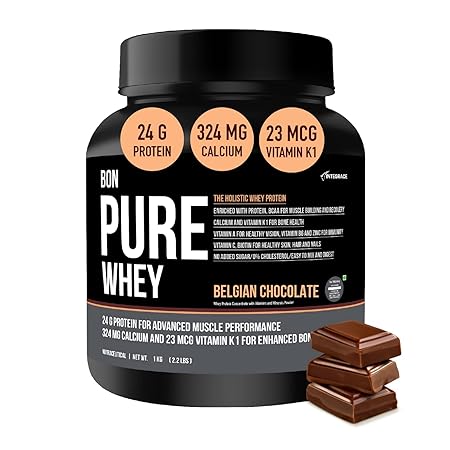 24 G
PROTEIN
324 MG
CALCIUM
23 MCG
VITAMIN K1
INTEGRACE
BON
PURE
WHEY
THE HOLISTIC WHEY PROTEIN
ENRICHED WITH PROTEIN, BCAA FOR MUSCLE BUILDING AND RECOVERY
CALCIUM AND VITAMIN K1 FOR BONE HEALTH
VITAMIN A FOR HEALTHY VISION, VITAMIN B6 AND ZINC FOR IMMUNITY
VITAMIN C, BIOTIN FOR HEALTHY SKIN, HAIR AND NAILS
NO ADDED SUGAR/0% CHOLESTEROL/EASY TO MIX AND DIGEST
BELGIAN CHOCOLATE
Whey Protein Concentrate with Vitamins and Minerals Powder
24 G PROTEIN FOR ADVANCED MUSCLE PERFORMANCE
324 MG CALCIUM AND 23 MCG VITAMIN K1 FOR ENHANCED BON
NUTRACEUTICAL | NET WT. 1 KG (2.2 LBS)